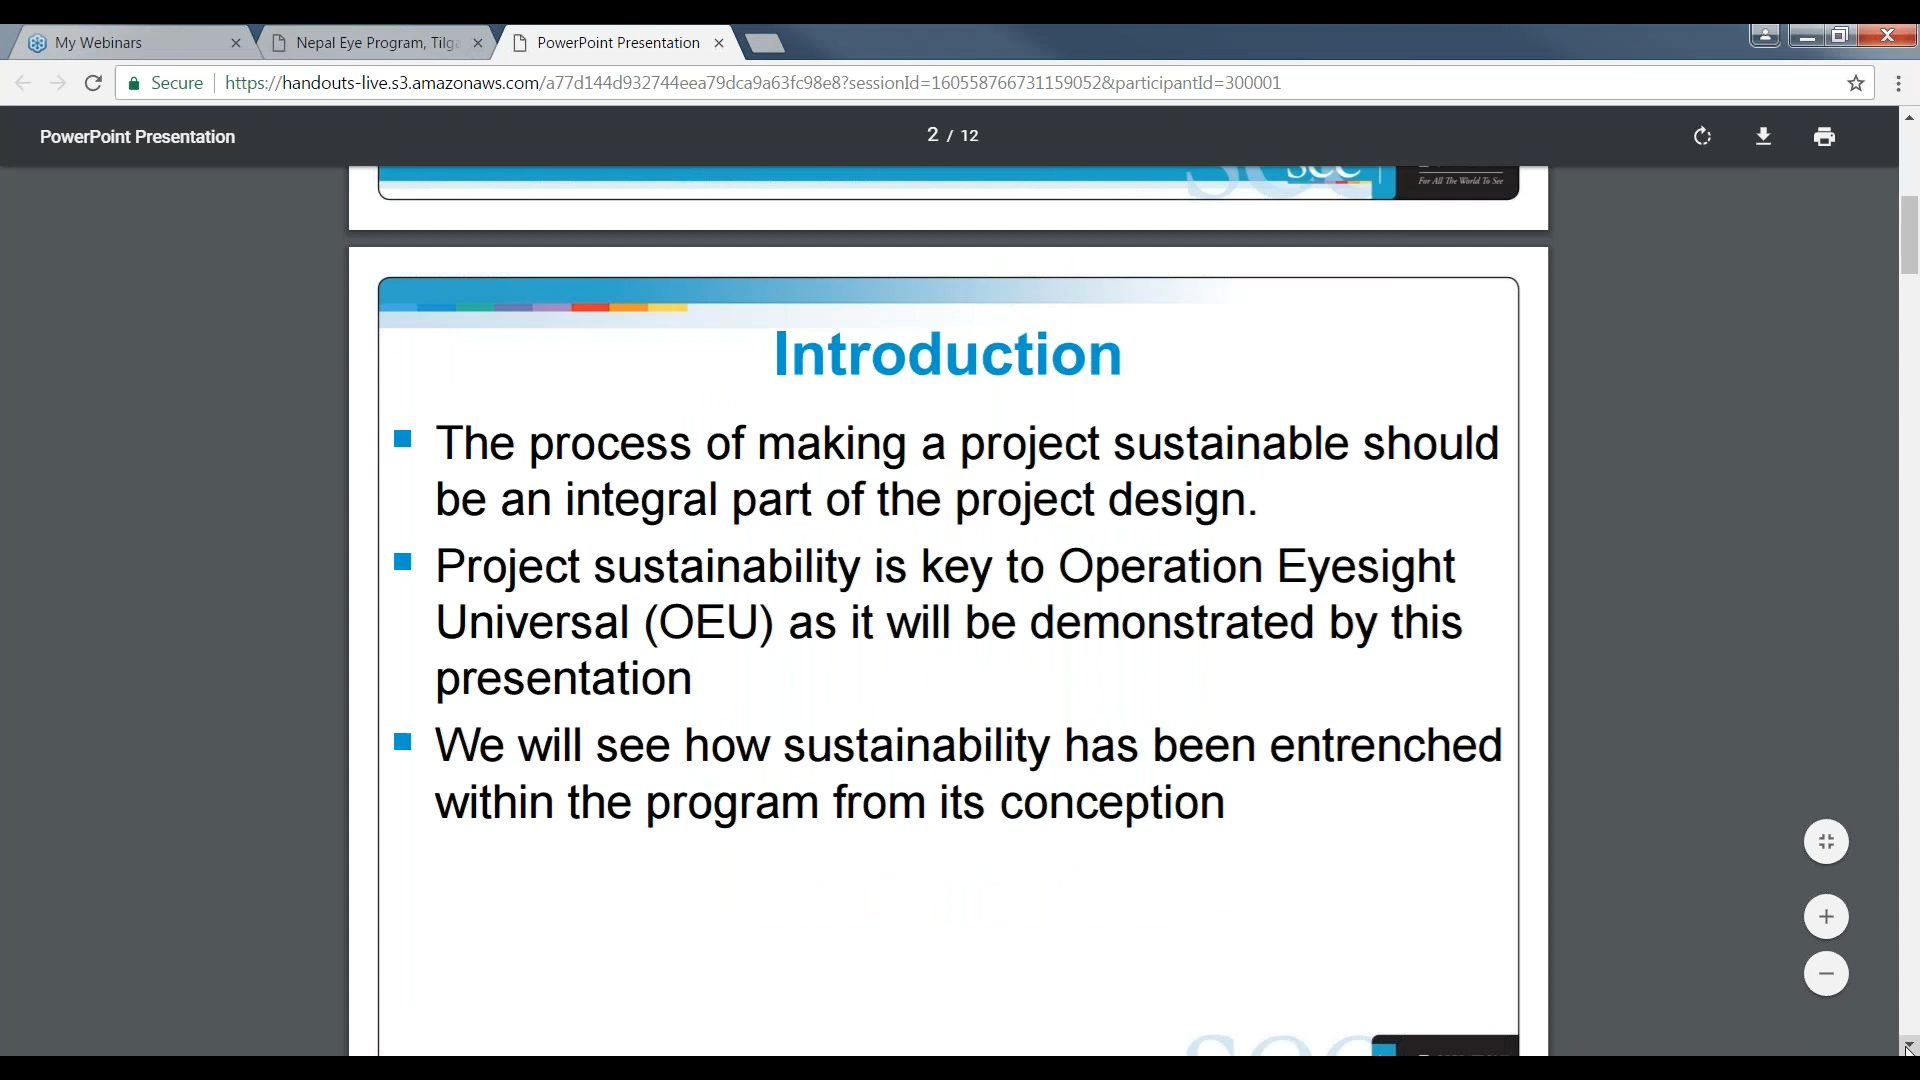 My Webinars
Nepal Eye Program, Tilga
PowerPoint Presentation
Secure
https://handouts-live.s3.amazonaws.com/a77d144d932744eea79dca9a63fc98e8?sessionId=1605587667311590528&participantId=300001
PowerPoint Presentation
2 / 12
For All The World To See
Introduction
The process of making a project sustainable should
be an integral part of the project design.
Project sustainability is key to Operation Eyesight
Universal (OEU) as it will be demonstrated by this
presentation
We will see how sustainability has been entrenched
within the program from its conception